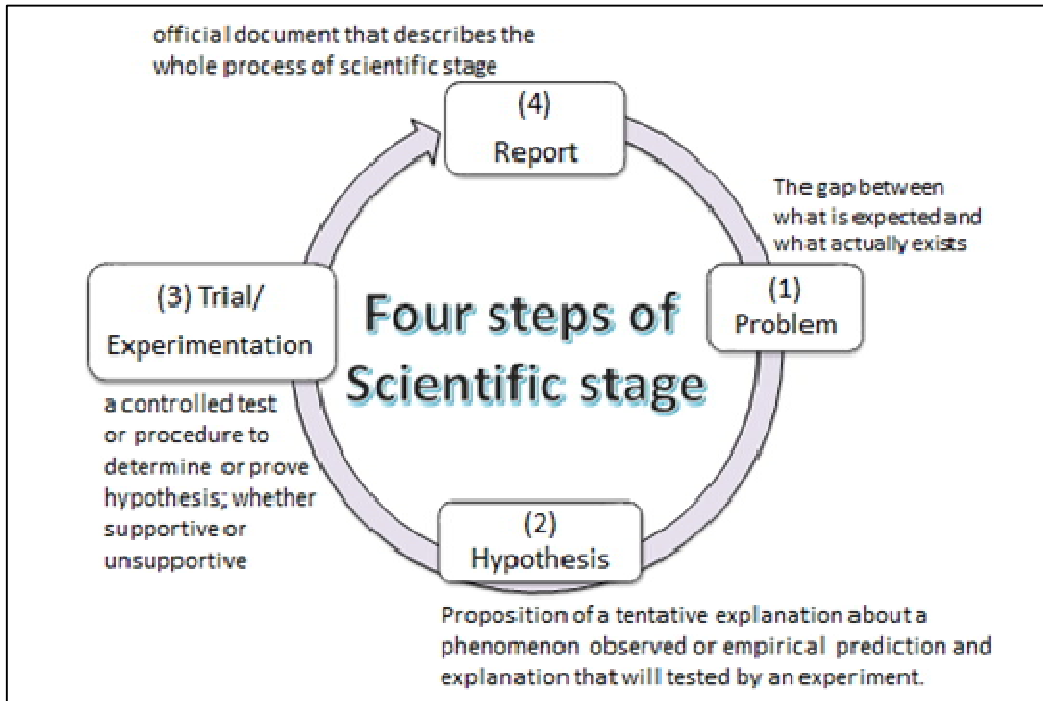 official document that describes the
whole process of scientific stage
(4)
Report
The gap between
what is expected and
what actually exists
(1)
Problem
(3) Trial/
Experimentation
Four steps of
Scientific stage
a controlled test
or procedure to
determine or prove
hypothesis; whether
supportive or
unsupportive
(2)
Hypothesis
Proposition of a tentative explanation about a
phenomenon observed or empirical prediction and
explanation that will tested by an experiment.